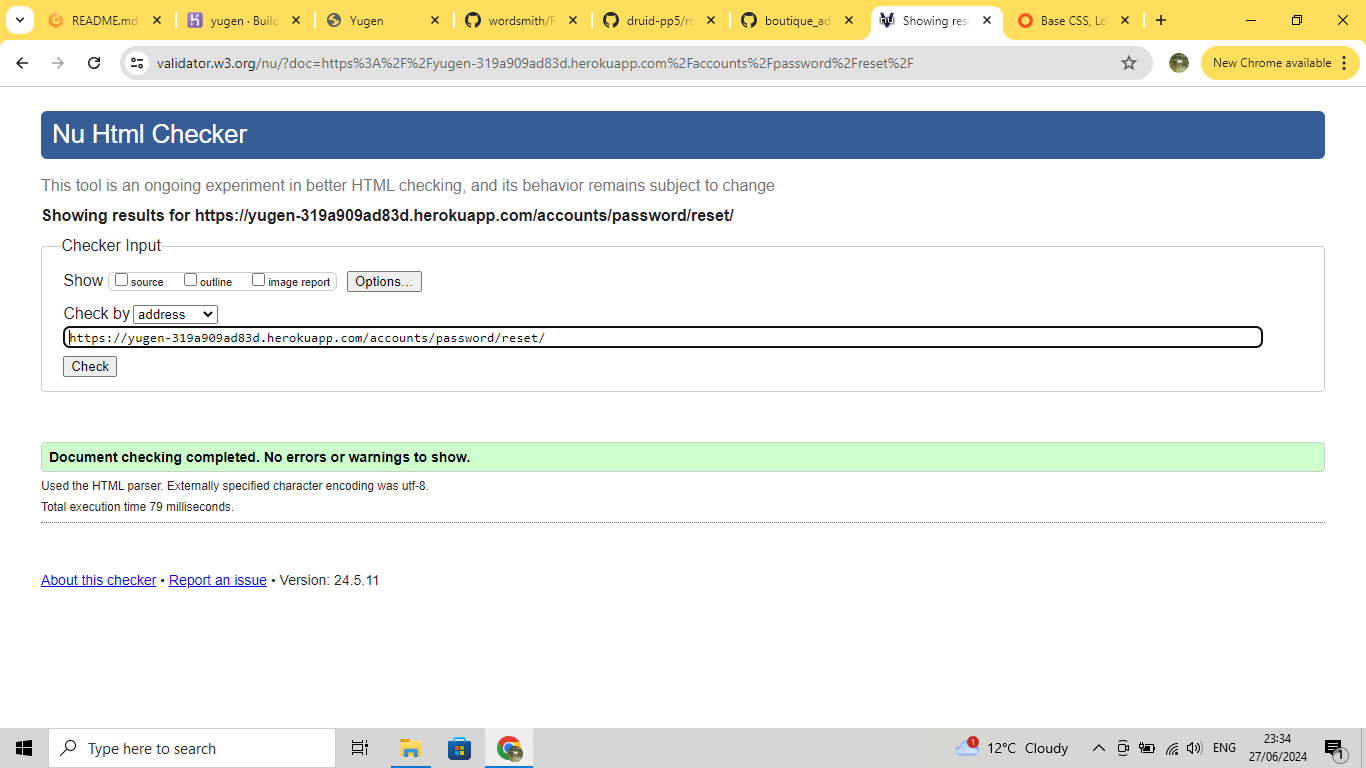 README.md
yugen · Build
Yugen
wordsmith/R
druid-pp5/re
boutique_ad
Showing resu
Base CSS, Lo
validator.w3.org/nu/?doc=https%3A%2F%2Fyugen-319a909ad83d.herokuapp.com%2Faccounts%2Fpassword%2Freset%2F
New Chrome available
Nu Html Checker
This tool is an ongoing experiment in better HTML checking, and its behavior remains subject to change
Showing results for https://yugen-319a909ad83d.herokuapp.com/accounts/password/reset/
Checker Input
Show source outline image report Options...
Check by address
https://yugen-319a909ad83d.herokuapp.com/accounts/password/reset/
Check
Document checking completed. No errors or warnings to show.
Used the HTML parser. Externally specified character encoding was utf-8.
Total execution time 79 milliseconds.
About this checker • Report an issue • Version: 24.5.11
Type here to search
1
12°C Cloudy
ENG
23:34
27/06/2024
1